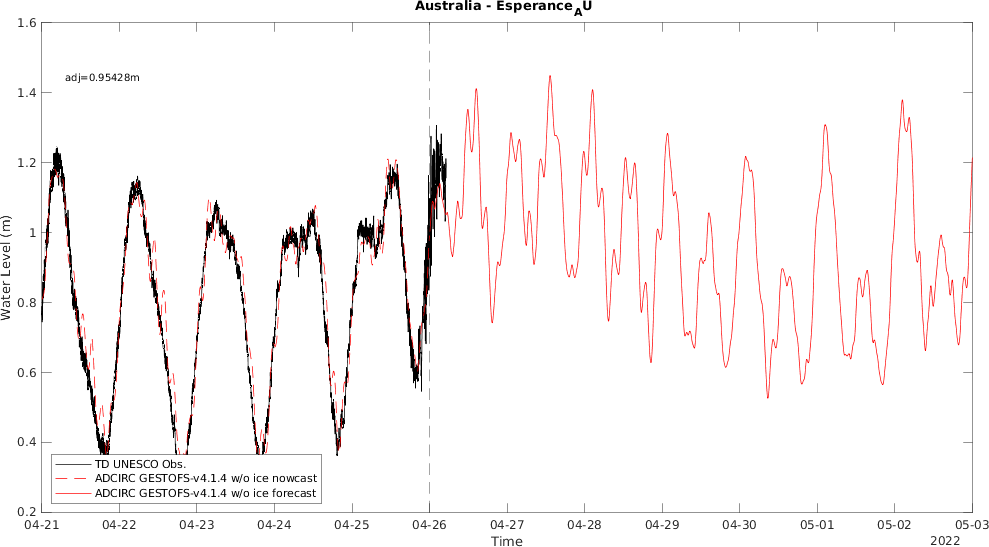 Australia - Esperance_AU
1.6
1.4
1.2
1
0.8
0.6
0.4
0.2
Water Level (m)
adj=0.95428m
TD UNESCO Obs.
ADCIRC GESTOFS-v4.1.4 w/o ice nowcast
ADCIRC GESTOFS-v4.1.4 w/o ice forecast
04-21 04-22 04-23 04-24 04-25 04-26 04-27 04-28 04-29 04-30 05-01 05-02 05-03
Time
2022